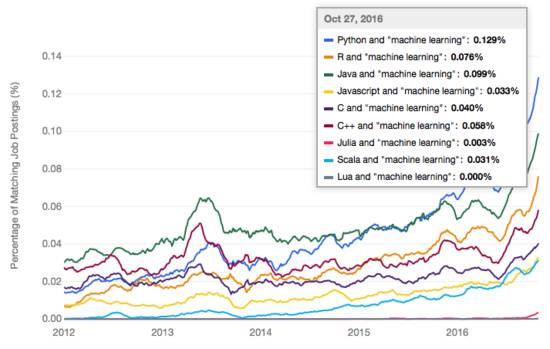 Oct 27, 2016
Python and "machine learning": 0.129%
R and "machine learning": 0.076%
Java and "machine learning": 0.099%
Javascript and "machine learning": 0.033%
C and "machine learning": 0.040%
C++ and "machine learning": 0.058%
Julia and "machine learning": 0.003%
Scala and "machine learning": 0.031%
Lua and "machine learning": 0.000%
Percentage of Matching Job Postings (%)
0.14
0.12
0.10
0.08
0.06
0.04
0.02
0.00
2012 2013 2014 2015 2016